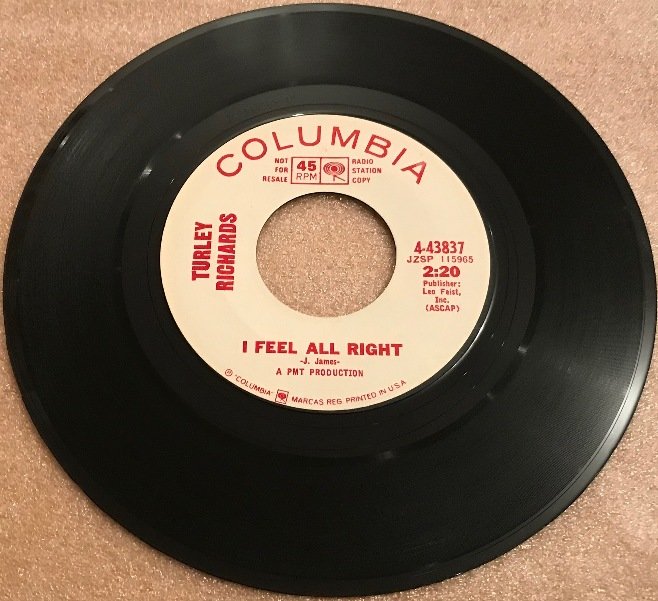 COLUMBIA
NOT
FOR
RESALE
45
RPM
RADIO
STATION
COPY
TURLEY
RICHARDS
4-43837
JZSP 115965
2:20
Publisher:
Leo Feist,
Inc.
(ASCAP)
I FEEL ALL RIGHT
-J. James-
A PMT PRODUCTION
Ⓟ "COLUMBIA" MARCAS REG. PRINTED IN U.S.A.